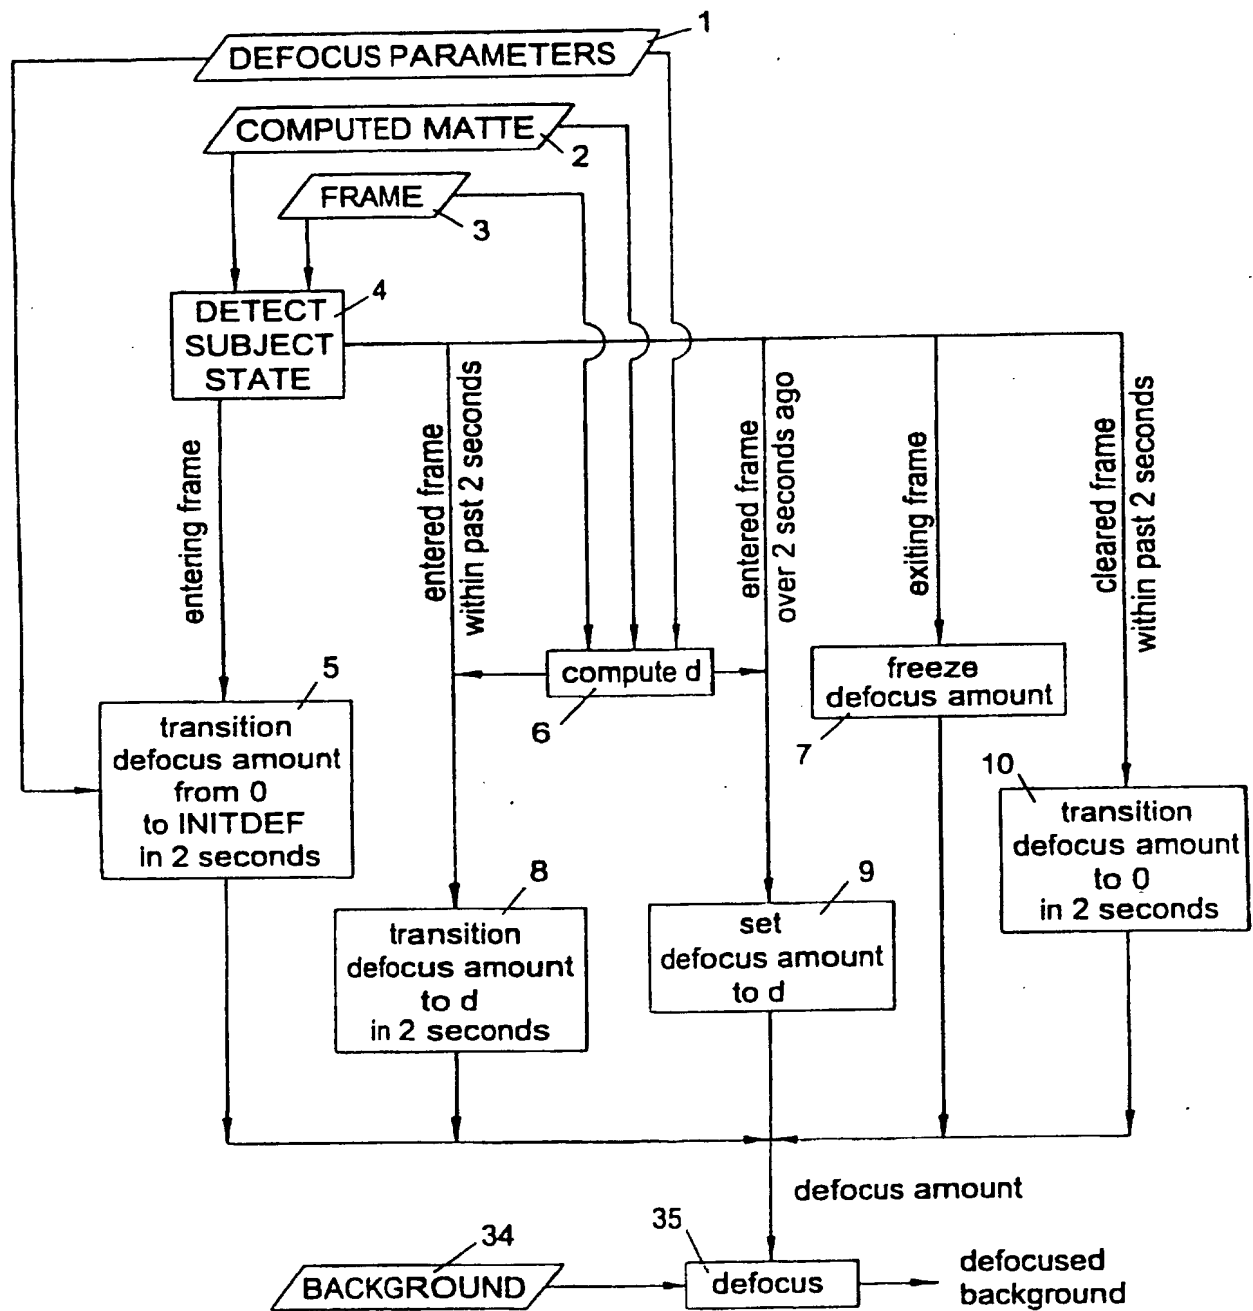 1
DEFOCUS PARAMETERS
COMPUTED MATTE
2
FRAME
3
4
DETECT
SUBJECT
STATE
entering frame
entered frame
within past 2 seconds
entered frame
over 2 seconds ago
exiting frame
cleared frame
within past 2 seconds
5
transition
defocus amount
from 0
to INITDEF
in 2 seconds
compute d
6
freeze
defocus amount
7
10
transition
defocus amount
to 0
in 2 seconds
8
transition
defocus amount
to d
in 2 seconds
9
set
defocus amount
to d
defocus amount
34
BACKGROUND
35
defocus
defocused
background